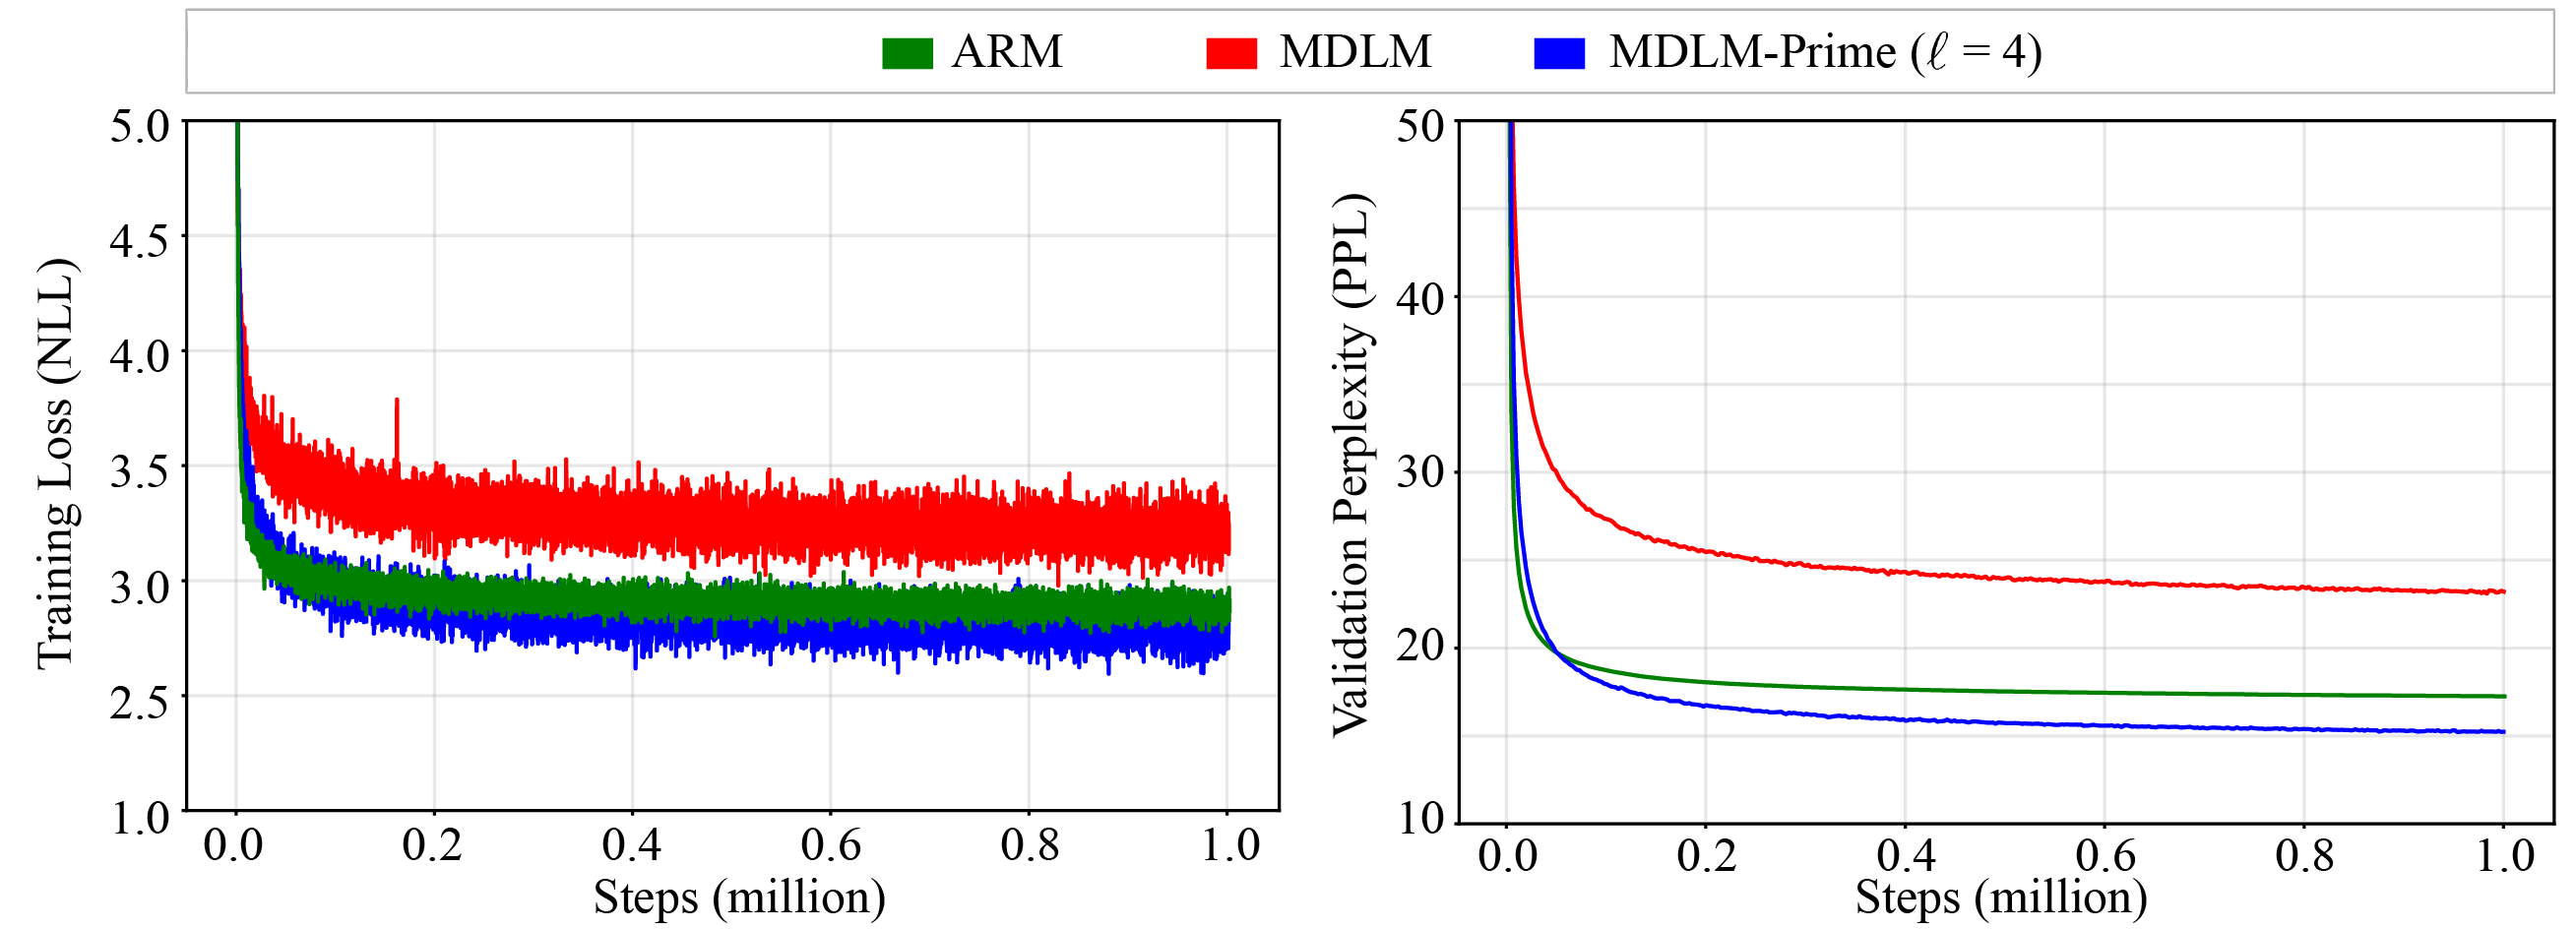 ARM MDLM MDLM-Prime (ℓ = 4)
Training Loss (NLL)
5.0
4.5
4.0
3.5
3.0
2.5
1.0
0.0 0.2 0.4 0.6 0.8 1.0
Steps (million)
Validation Perplexity (PPL)
50
40
30
20
10
0.0 0.2 0.4 0.6 0.8 1.0
Steps (million)